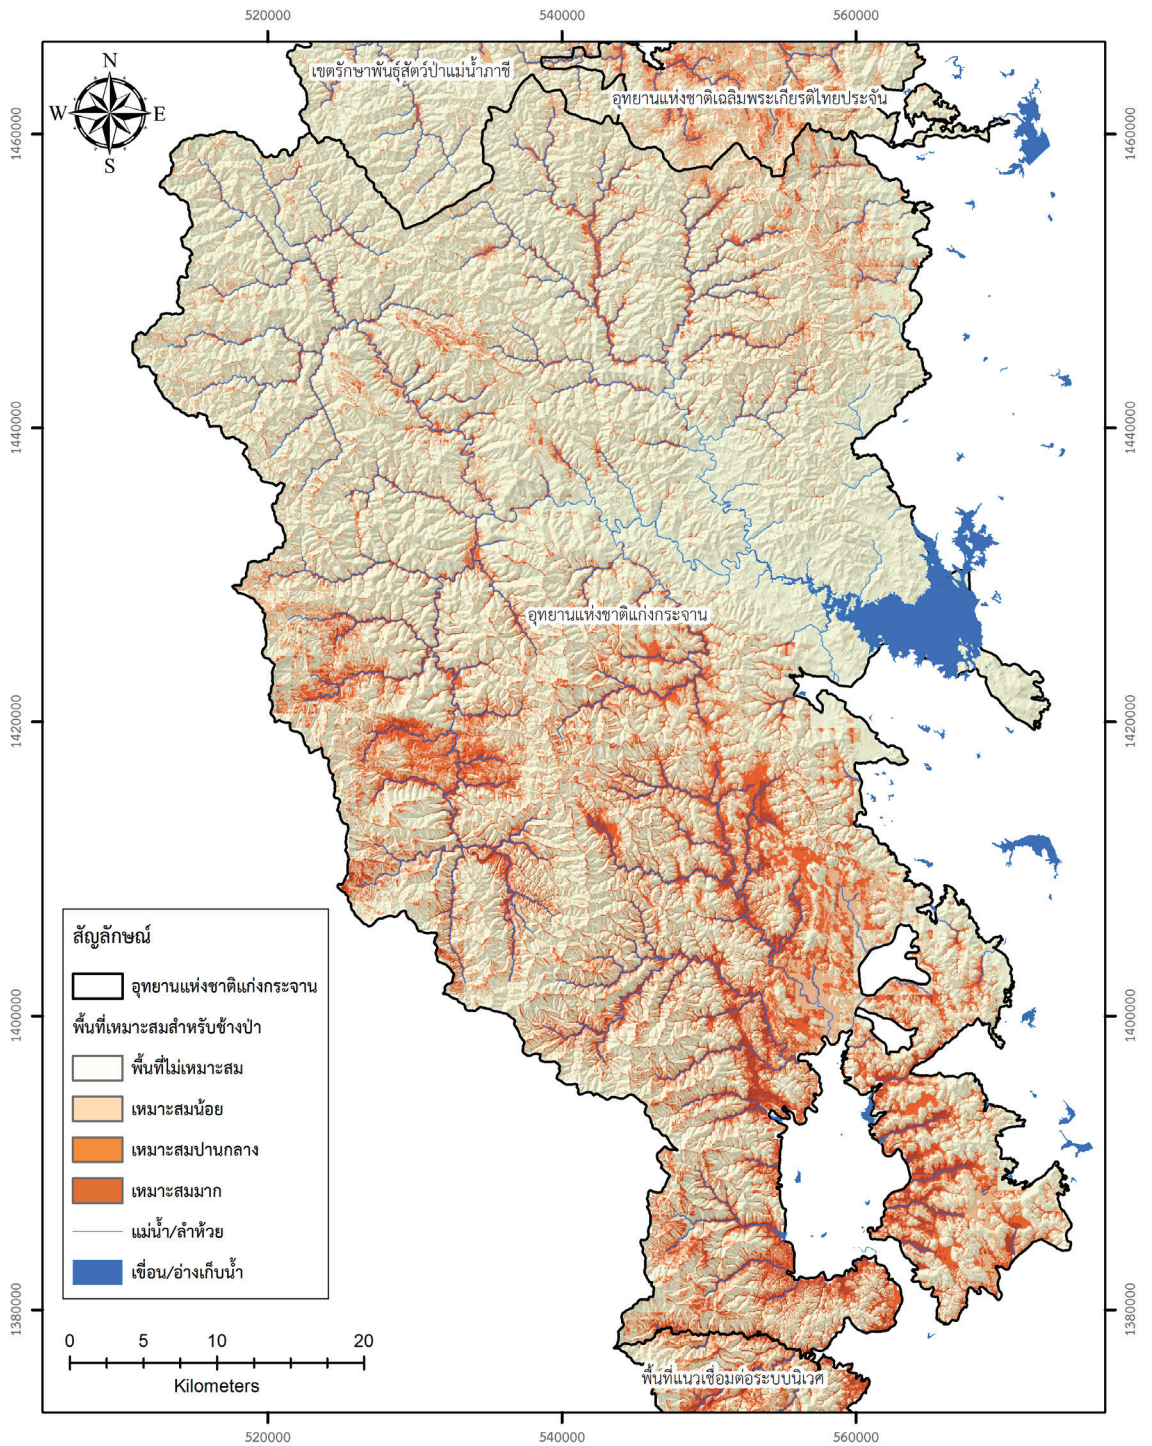 520000
540000
560000
N
W
E
S
เขตรักษาพันธุ์สัตว์ป่าแม่น้ำภาชี
อุทยานแห่งชาติเฉลิมพระเกียรติไทยประจัน
1460000
1460000
1440000
1440000
อุทยานแห่งชาติแก่งกระจาน
1420000
1420000
สัญลักษณ์
อุทยานแห่งชาติแก่งกระจาน
พื้นที่เหมาะสมสำหรับช้างป่า
พื้นที่ไม่เหมาะสม
เหมาะสมน้อย
เหมาะสมปานกลาง
เหมาะสมมาก
แม่น้ำ/ลำห้วย
เขื่อน/อ่างเก็บน้ำ
1400000
1400000
1380000
1380000
0 5 10 20
Kilometers
พื้นที่แนวเชื่อมต่อระบบนิเวศ
520000
540000
560000